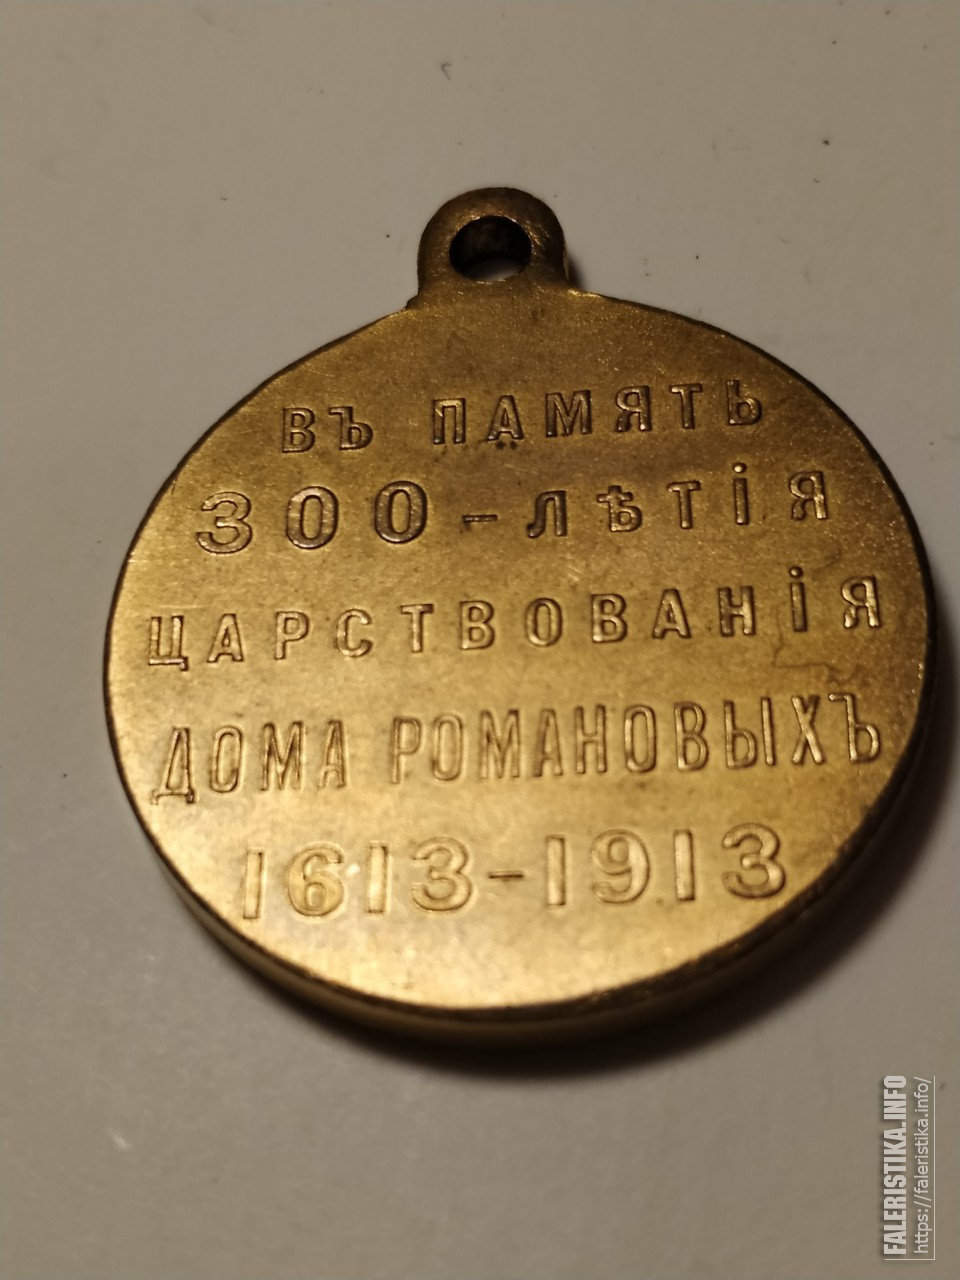 ВЪ ПАМЯТЬ
300-ЛѢТІЯ
ЦАРСТВОВАНІЯ
ДОМА РОМАНОВЫХЪ
1613-1913
FALERISTIKA.INFO
https://faleristika.info/